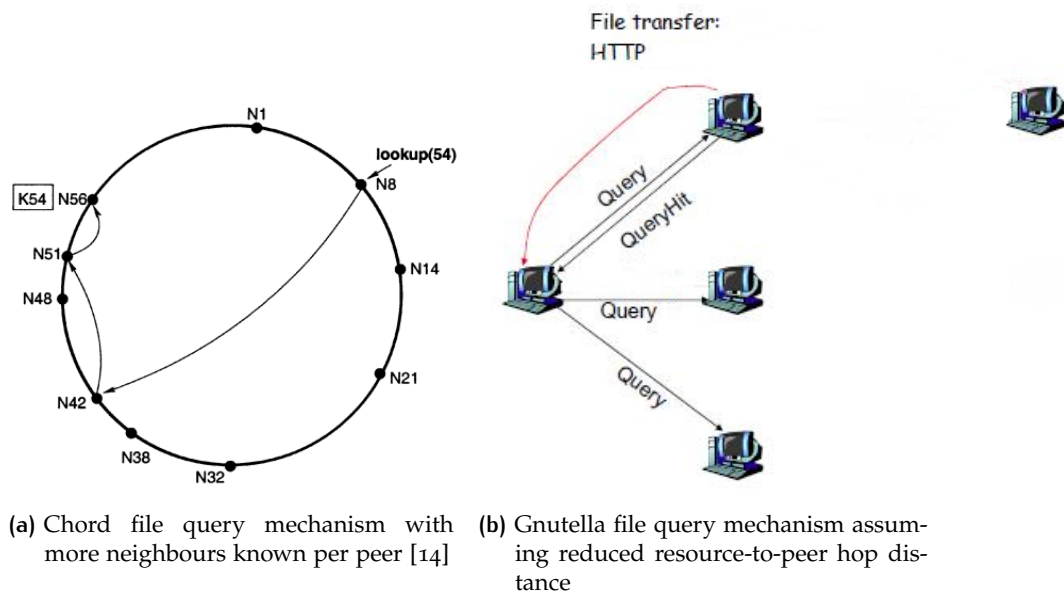 File transfer:
HTTP
N1
lookup(54)
N8
K54 N56
N51
N14
N48
N21
N42
N38
N32
Query
QueryHit
Query
Query
(a) Chord file query mechanism with
more neighbours known per peer [14]
(b) Gnutella file query mechanism assum-
ing reduced resource-to-peer hop dis-
tance